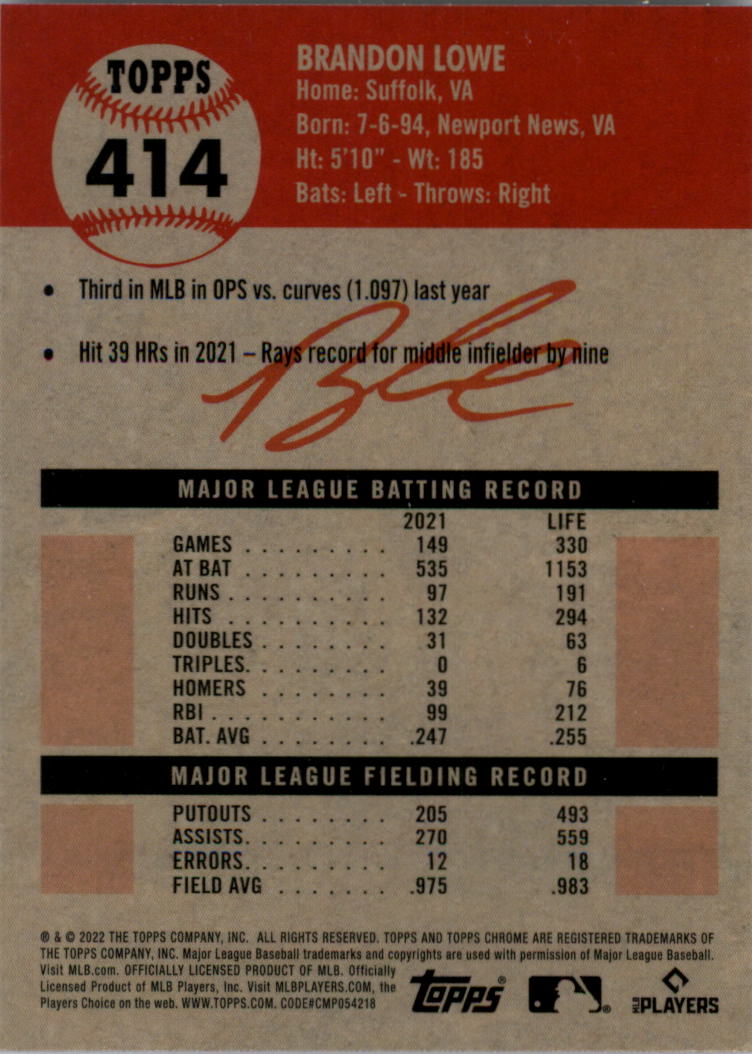 TOPPS
414
BRANDON LOWE
Home: Suffolk, VA
Born: 7-6-94, Newport News, VA
Ht: 5'10" - Wt: 185
Bats: Left - Throws: Right
• Third in MLB in OPS vs. curves (1.097) last year
• Hit 39 HRs in 2021 – Rays record for middle infielder by nine
MAJOR LEAGUE BATTING RECORD
2021 LIFE
GAMES . . . . . . . . . 149 330
AT BAT . . . . . . . . . 535 1153
RUNS . . . . . . . . . . 97 191
HITS . . . . . . . . . . 132 294
DOUBLES . . . . . . . . 31 63
TRIPLES. . . . . . . . . 0 6
HOMERS . . . . . . . . 39 76
RBI . . . . . . . . . . . 99 212
BAT. AVG . . . . . . . . .247 .255
MAJOR LEAGUE FIELDING RECORD
PUTOUTS . . . . . . . . 205 493
ASSISTS. . . . . . . . . 270 559
ERRORS. . . . . . . . . 12 18
FIELD AVG . . . . . . . .975 .983
® & © 2022 THE TOPPS COMPANY, INC. ALL RIGHTS RESERVED. TOPPS AND TOPPS CHROME ARE REGISTERED TRADEMARKS OF
THE TOPPS COMPANY, INC. Major League Baseball trademarks and copyrights are used with permission of Major League Baseball.
Visit MLB.com. OFFICIALLY LICENSED PRODUCT OF MLB. Officially
Licensed Product of MLB Players, Inc. Visit MLBPLAYERS.COM, the
Players Choice on the web. WWW.TOPPS.COM. CODE#CMP054218
Topps®
MLB PLAYERS